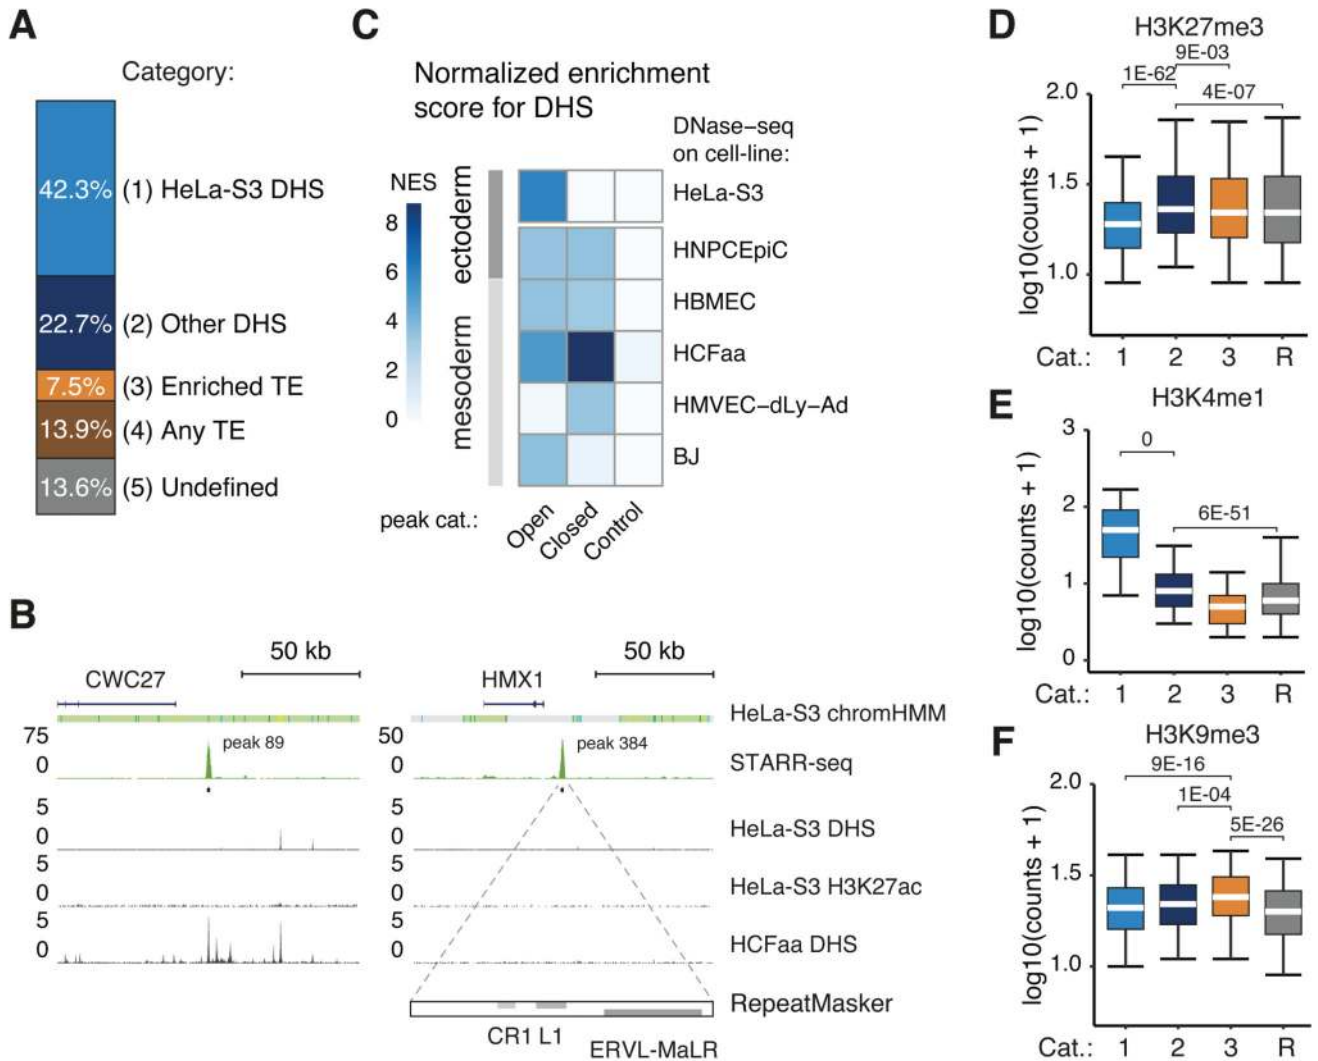 A
Category:
42.3% (1) HeLa-S3 DHS
22.7% (2) Other DHS
7.5% (3) Enriched TE
13.9% (4) Any TE
13.6% (5) Undefined
C
Normalized enrichment
score for DHS
DNase–seq
on cell-line:
NES
8
6
4
2
0
ectoderm
mesoderm
HeLa-S3
HNPCEpiC
HBMEC
HCFaa
HMVEC–dLy–Ad
BJ
peak cat.:
Open
Closed
Control
B
50 kb
CWC27
50 kb
HMX1
HeLa-S3 chromHMM
75
0
peak 89
50
0
peak 384
STARR-seq
5
0
5
0
HeLa-S3 DHS
5
0
5
0
HeLa-S3 H3K27ac
5
0
5
0
HCFaa DHS
RepeatMasker
CR1 L1
ERVL-MaLR
D
H3K27me3
9E-03
1E-62
4E-07
log10(counts + 1)
2.0
1.5
1.0
Cat.: 1 2 3 R
E
H3K4me1
0
6E-51
log10(counts + 1)
3
2
1
0
Cat.: 1 2 3 R
F
H3K9me3
9E-16
1E-04
5E-26
log10(counts + 1)
2.0
1.5
1.0
Cat.: 1 2 3 R